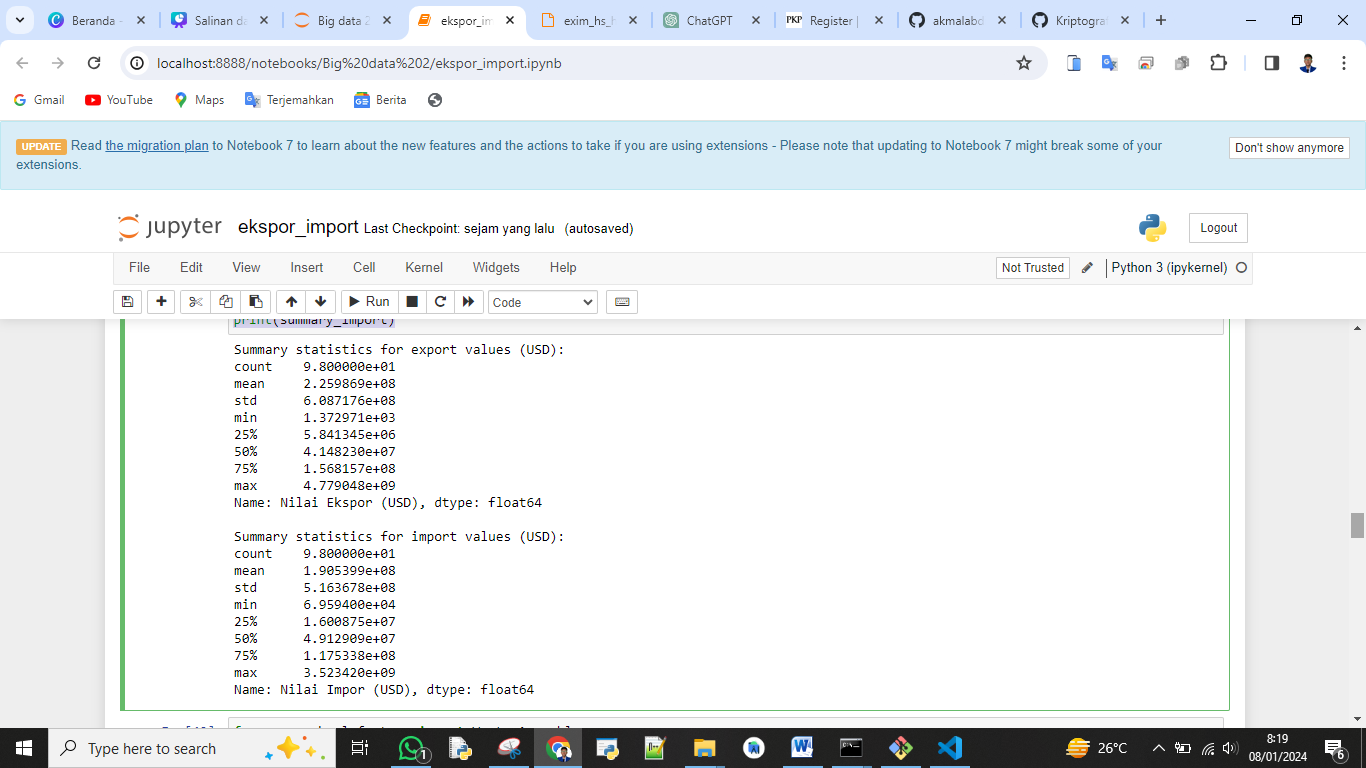 Beranda -
Salinan da
Big data 2
ekspor_im
exim_hs_h
ChatGPT
PKP Register |
akmalabd
Kriptogra
localhost:8888/notebooks/Big%20data%202/ekspor_import.ipynb
Gmail
YouTube
Maps
Terjemahkan
Berita
UPDATE Read the migration plan to Notebook 7 to learn about the new features and the actions to take if you are using extensions - Please note that updating to Notebook 7 might break some of your
extensions.
Don't show anymore
jupyter ekspor_import Last Checkpoint: sejam yang lalu (autosaved)
Logout
File Edit View Insert Cell Kernel Widgets Help
Not Trusted
Python 3 (ipykernel)
Run
Code
print(summary_import)
Summary statistics for export values (USD):
count 9.800000e+01
mean 2.259869e+08
std 6.087176e+08
min 1.372971e+03
25% 5.841345e+06
50% 4.148230e+07
75% 1.568157e+08
max 4.779048e+09
Name: Nilai Ekspor (USD), dtype: float64
Summary statistics for import values (USD):
count 9.800000e+01
mean 1.905399e+08
std 5.163678e+08
min 6.959400e+04
25% 1.600875e+07
50% 4.912909e+07
75% 1.175338e+08
max 3.523420e+09
Name: Nilai Impor (USD), dtype: float64
Type here to search
1
26°C
8:19
08/01/2024
6